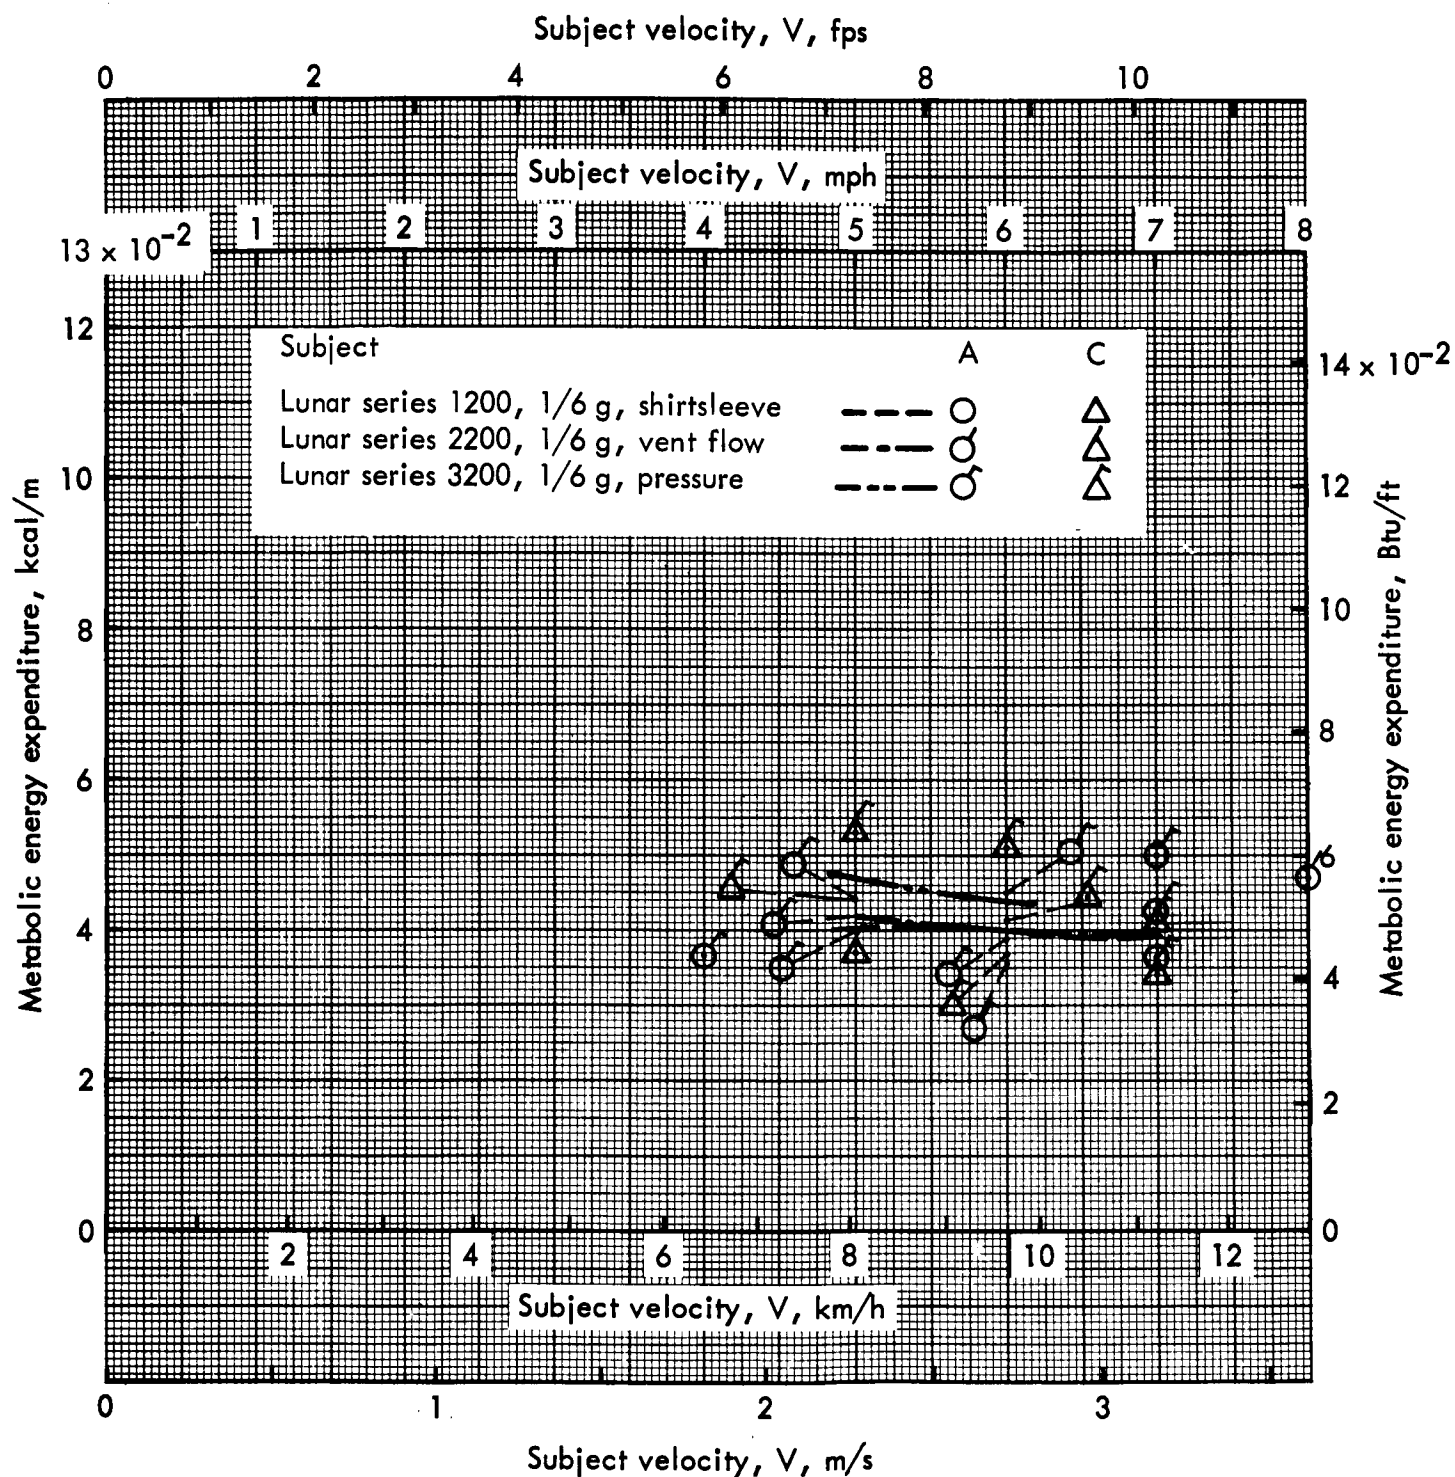 Subject velocity, V, fps
0 2 4 6 8 10
Subject velocity, V, mph
1 2 3 4 5 6 7 8
13 × 10⁻²
12
10
8
6
4
2
0
Metabolic energy expenditure, kcal/m
Subject A C
Lunar series 1200, 1/6 g, shirtsleeve
Lunar series 2200, 1/6 g, vent flow
Lunar series 3200, 1/6 g, pressure
14 × 10⁻²
12
10
8
6
4
2
0
Metabolic energy expenditure, Btu/ft
2 4 6 8 10 12
Subject velocity, V, km/h
0 1 2 3
Subject velocity, V, m/s